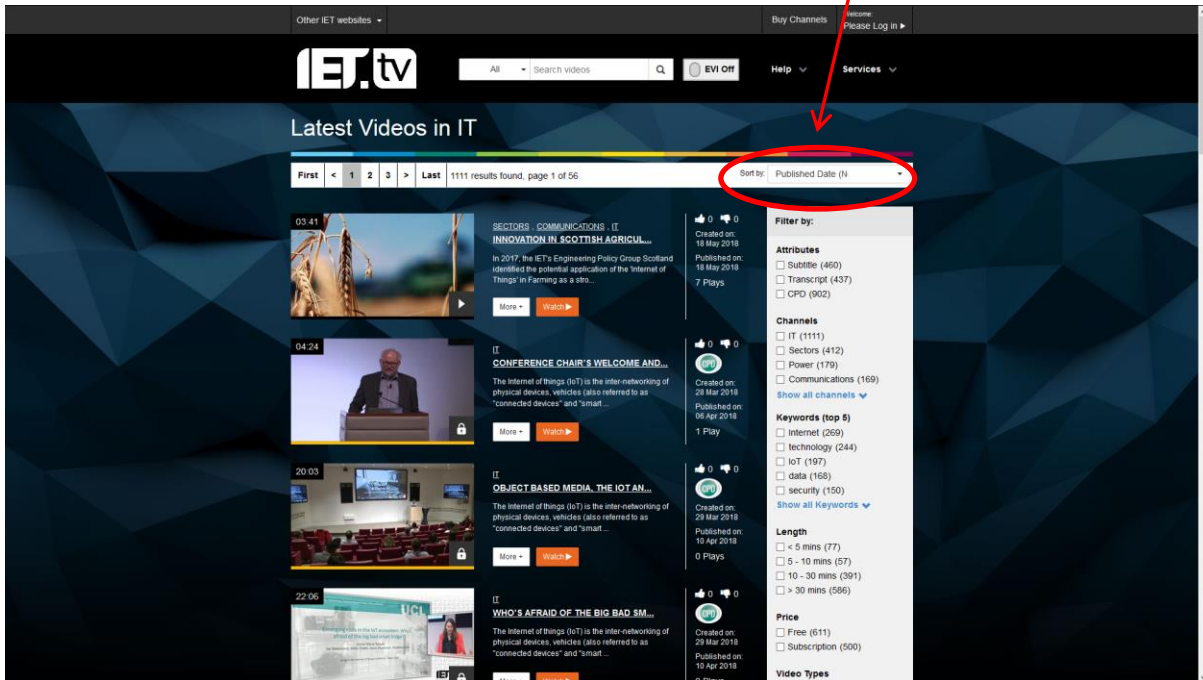 Other IET websites
Buy Channels
Welcome:
Please Log in
IET.tv
All
Search videos
EVI Off
Help
Services
Latest Videos in IT
First < 1 2 3 > Last 1111 results found, page 1 of 56
Sort by: Published Date (N
03:41
SECTORS , COMMUNICATIONS , IT
INNOVATION IN SCOTTISH AGRICUL...
In 2017, the IET's Engineering Policy Group Scotland
identified the potential application of the 'Internet of
Things' in Farming as a stro...
More +
Watch
0 0
Created on:
18 May 2018
Published on:
18 May 2018
7 Plays
04:24
IT
CONFERENCE CHAIR'S WELCOME AND...
The Internet of things (IoT) is the inter-networking of
physical devices, vehicles (also referred to as
"connected devices" and "smart ...
More +
Watch
0 0
CPD
Created on:
28 Mar 2018
Published on:
06 Apr 2018
1 Play
20:03
IT
OBJECT BASED MEDIA, THE IOT AN...
The Internet of things (IoT) is the inter-networking of
physical devices, vehicles (also referred to as
"connected devices" and "smart ...
More +
Watch
0 0
CPD
Created on:
29 Mar 2018
Published on:
10 Apr 2018
0 Plays
22:06
UCL
IET
IT
WHO'S AFRAID OF THE BIG BAD SM...
The Internet of things (IoT) is the inter-networking of
physical devices, vehicles (also referred to as
"connected devices" and "smart ...
More +
Watch
0 0
CPD
Created on:
29 Mar 2018
Published on:
10 Apr 2018
0 Plays
Filter by:
Attributes
Subtitle (460)
Transcript (437)
CPD (902)
Channels
IT (1111)
Sectors (412)
Power (179)
Communications (169)
Show all channels
Keywords (top 5)
Internet (269)
technology (244)
IoT (197)
data (168)
security (150)
Show all Keywords
Length
< 5 mins (77)
5 - 10 mins (57)
10 - 30 mins (391)
> 30 mins (586)
Price
Free (611)
Subscription (500)
Video Types